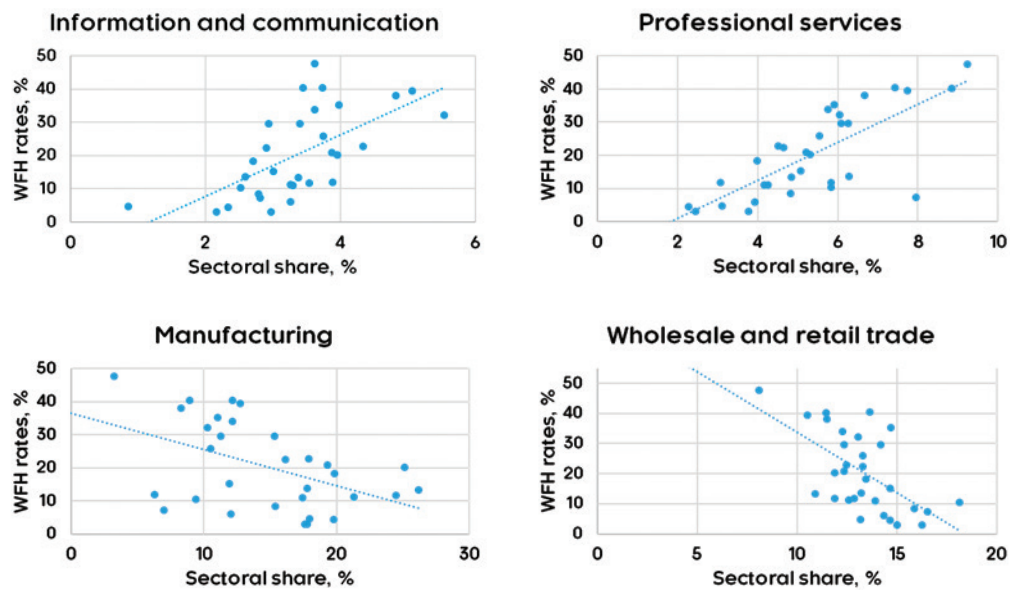 Information and communication
WFH rates, %
50
40
30
20
10
0
0 2 4 6
Sectoral share, %
Professional services
WFH rates, %
50
40
30
20
10
0
0 2 4 6 8 10
Sectoral share, %
Manufacturing
WFH rates, %
50
40
30
20
10
0
0 10 20 30
Sectoral share, %
Wholesale and retail trade
WFH rates, %
50
40
30
20
10
0
0 5 10 15 20
Sectoral share, %